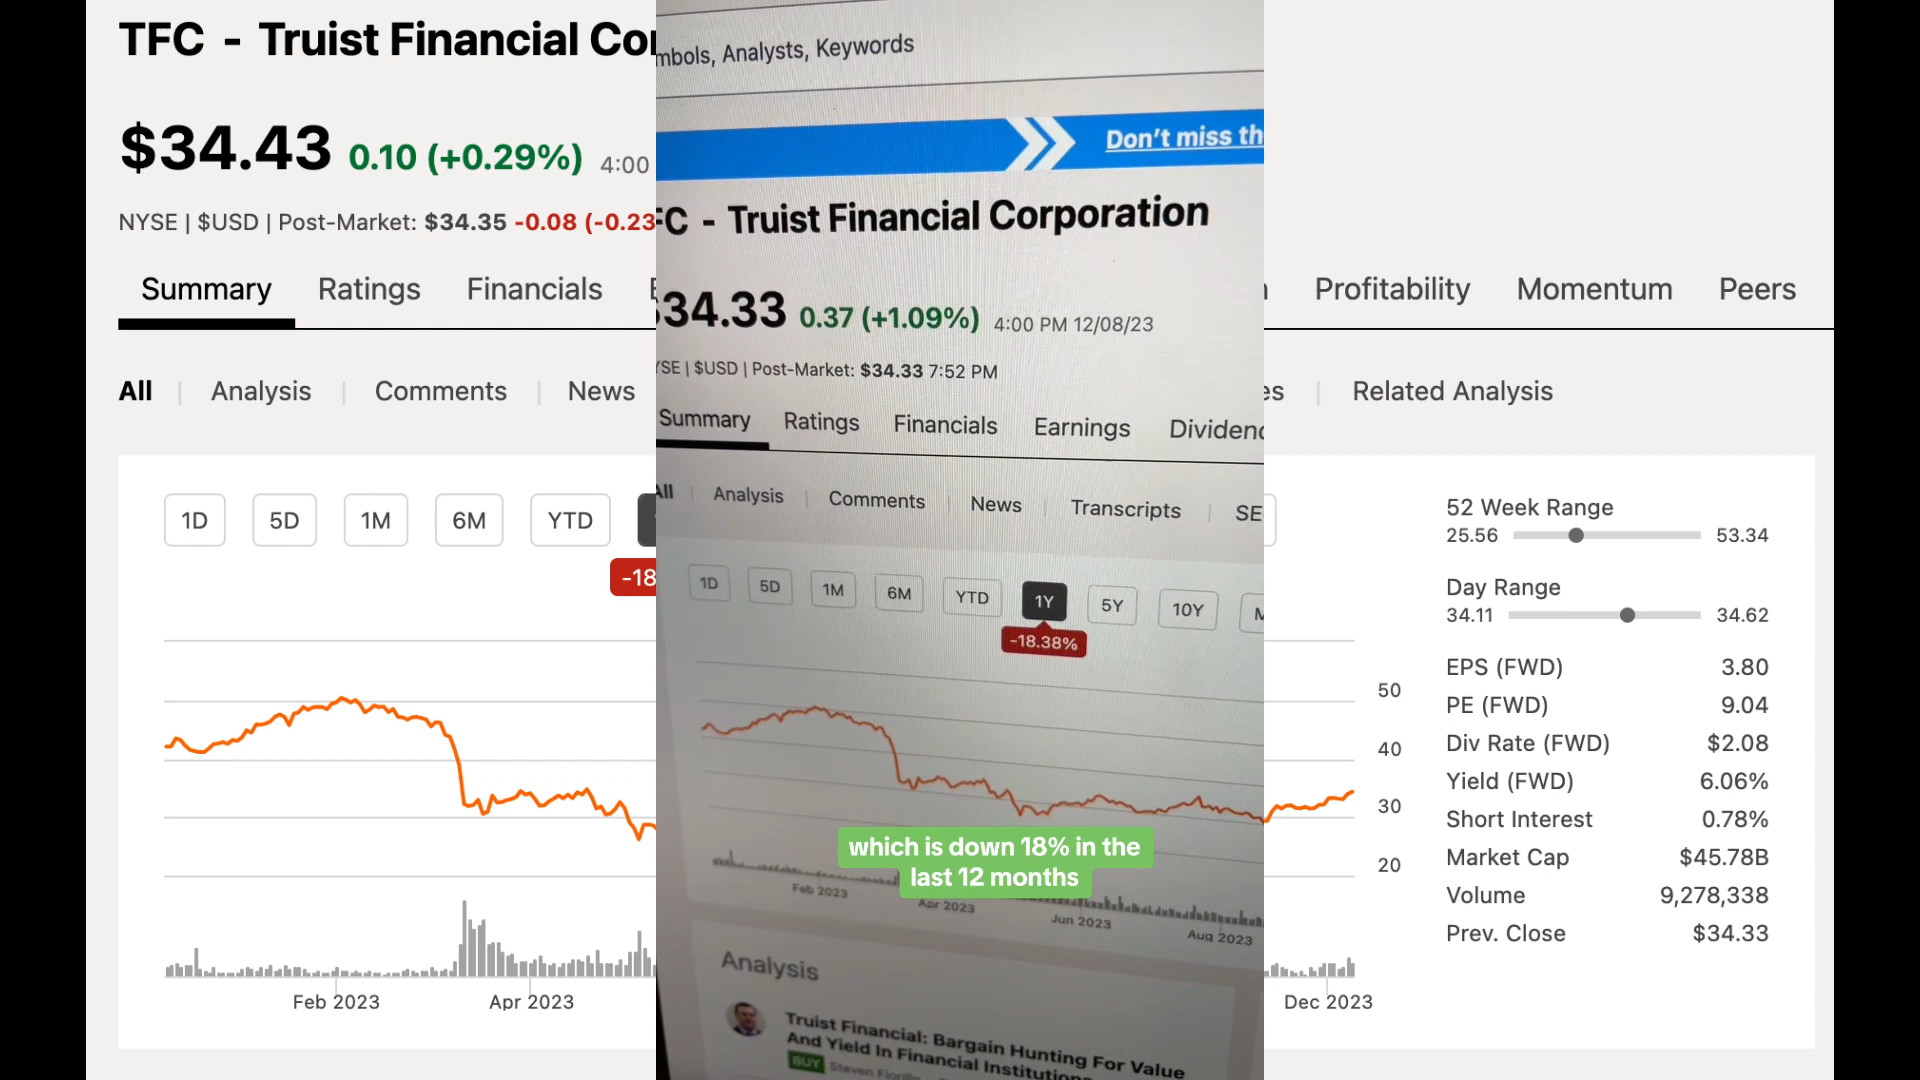 TFC - Truist Financial Co
$34.43 0.10 (+0.29%) 4:00
NYSE | $USD | Post-Market: $34.35 -0.08 (-0.23
Summary Ratings Financials
Profitability Momentum Peers
All Analysis Comments News
Related Analysis
1D 5D 1M 6M YTD
-18
Feb 2023 Apr 2023
Dec 2023
50
40
30
20
52 Week Range
25.56 53.34
Day Range
34.11 34.62
EPS (FWD) 3.80
PE (FWD) 9.04
Div Rate (FWD) $2.08
Yield (FWD) 6.06%
Short Interest 0.78%
Market Cap $45.78B
Volume 9,278,338
Prev. Close $34.33
mbols, Analysts, Keywords
Don't miss th
FC - Truist Financial Corporation
34.33 0.37 (+1.09%) 4:00 PM 12/08/23
YSE | $USD | Post-Market: $34.33 7:52 PM
Summary Ratings Financials Earnings Dividend
All Analysis Comments News Transcripts SE
1D 5D 1M 6M YTD 1Y 5Y 10Y M
-18.38%
which is down 18% in the
last 12 months
Feb 2023 Apr 2023 Jun 2023 Aug 2023
Analysis
Truist Financial: Bargain Hunting For Value
And Yield In Financial Institutions
BUY Steven Fiorillo